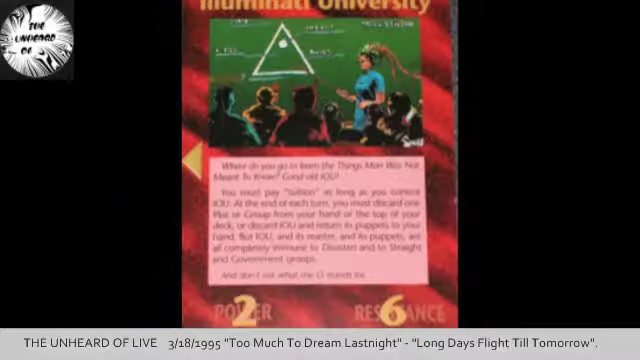 Illuminati University
THE
UNHEARD
OF
Where do you go to learn the Things Man Was Not
Meant To Know? Good old IOU!
You must pay "tuition" as long as you control
IOU. At the end of each turn, you must discard one
Plot or Group from your hand or the top of your
deck, or discard IOU and return its puppets to your
hand. But IOU, and its master, and its puppets, are
all completely immune to Disasters and to Straight
and Government groups.
And don't ask what the O stands for.
POWER
2
RESISTANCE
6
THE UNHEARD OF LIVE 3/18/1995 "Too Much To Dream Lastnight" - "Long Days Flight Till Tomorrow".